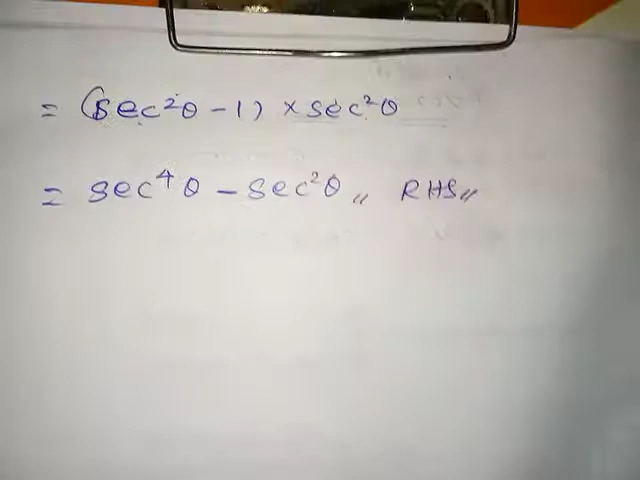 = (sec²θ - 1) × sec²θ
= sec⁴θ - sec²θ,, RHS,,